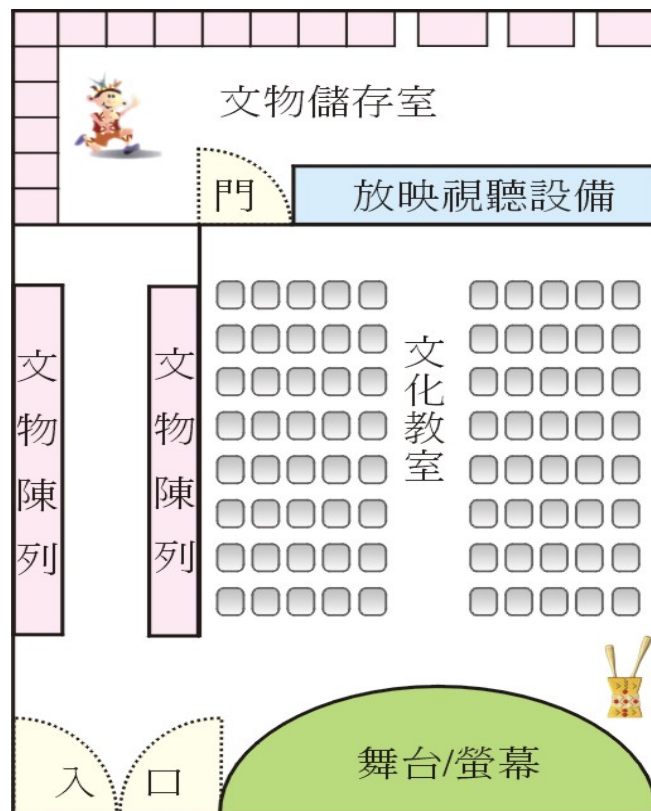 文物儲存室
門
放映視聽設備
文物陳列
文物陳列
文化教室
入口
舞台/螢幕